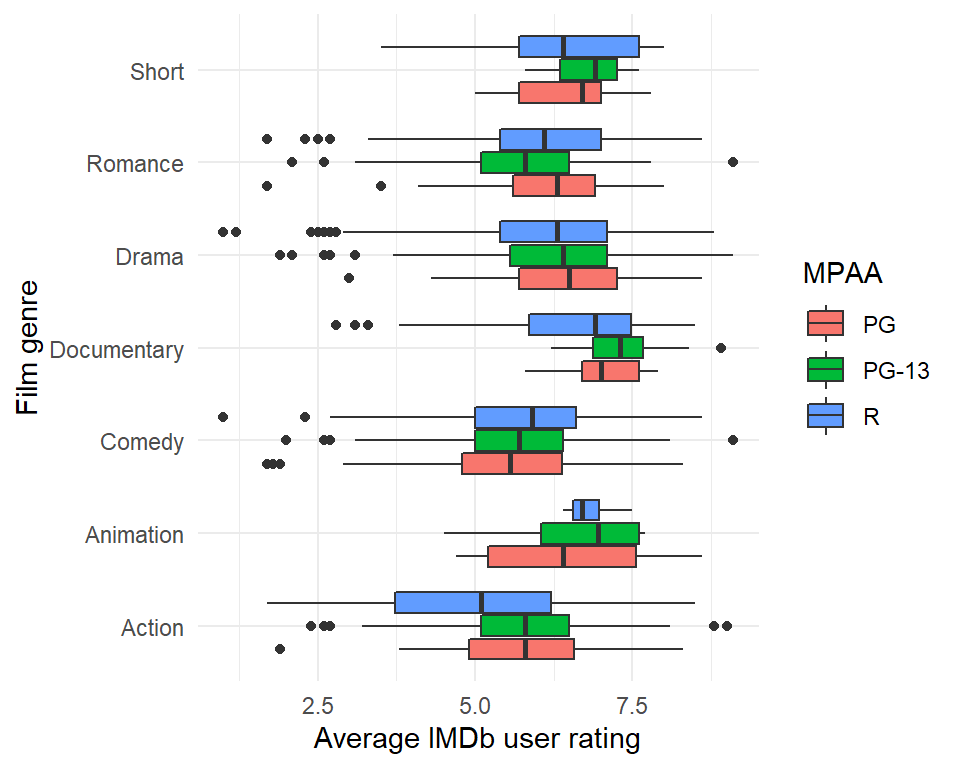 Short
Romance
Drama
Documentary
Comedy
Animation
Action
Film genre
2.5
5.0
7.5
Average IMDb user rating
MPAA
PG
PG-13
R